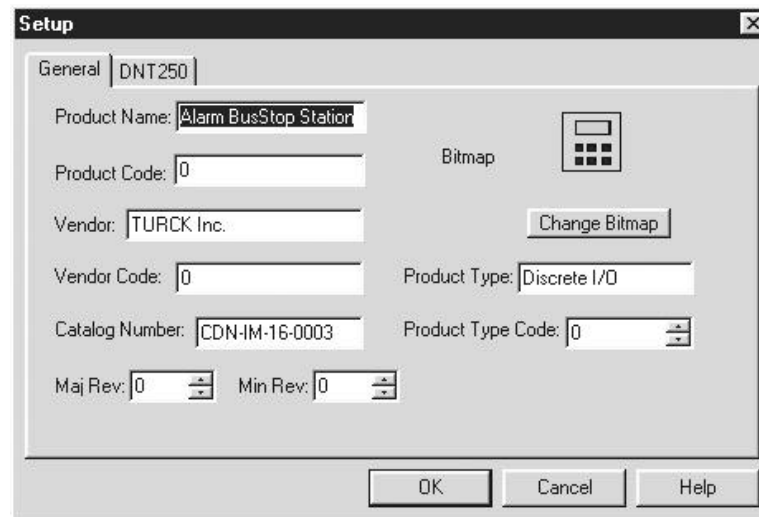 Setup
General DNT250
Product Name: Alarm BusStop Station
Bitmap
Product Code: 0
Vendor: TURCK Inc.
Change Bitmap
Vendor Code: 0 Product Type: Discrete I/O
Catalog Number: CDN-IM-16-0003 Product Type Code: 0
Maj Rev: 0 Min Rev: 0
OK Cancel Help